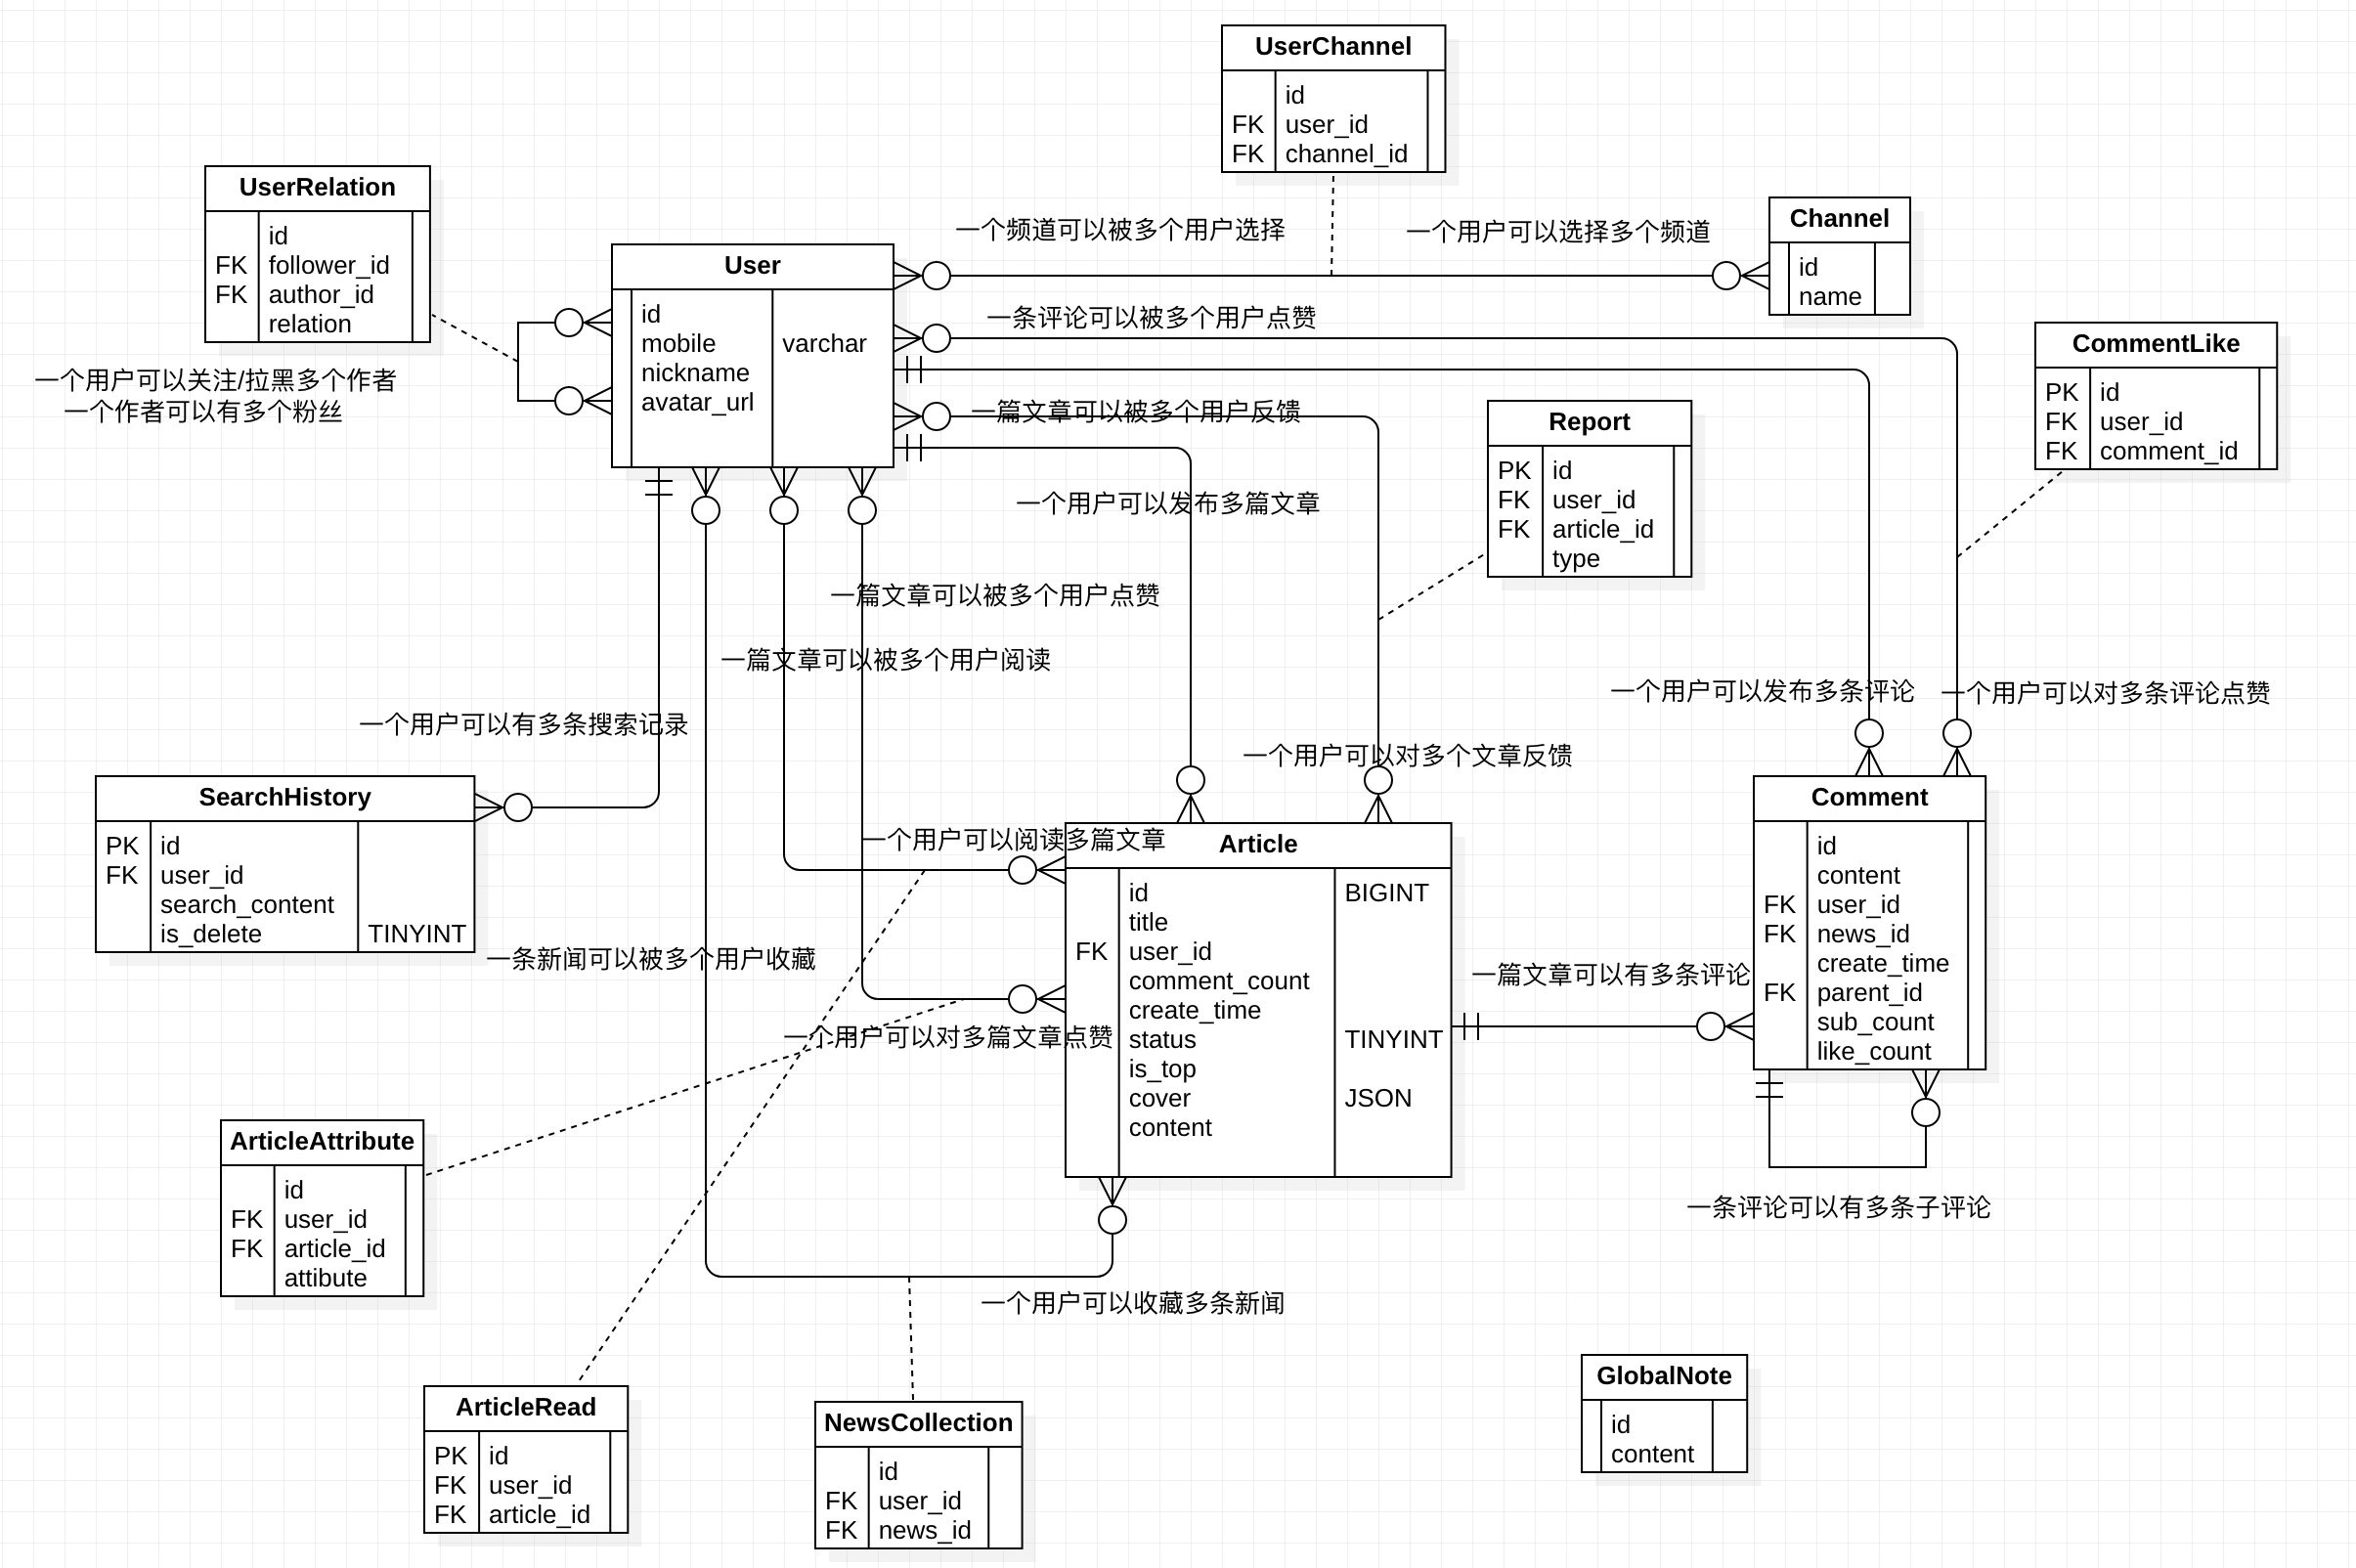 UserChannel
id
FK user_id
FK channel_id
UserRelation
id
FK follower_id
FK author_id
relation
一个用户可以关注/拉黑多个作者
一个作者可以有多个粉丝
User
id
mobile varchar
nickname
avatar_url
一个频道可以被多个用户选择
一个用户可以选择多个频道
Channel
id
name
一条评论可以被多个用户点赞
CommentLike
PK id
FK user_id
FK comment_id
一篇文章可以被多个用户反馈
Report
PK id
FK user_id
FK article_id
type
一个用户可以发布多篇文章
一篇文章可以被多个用户点赞
一篇文章可以被多个用户阅读
一个用户可以有多条搜索记录
一个用户可以发布多条评论
一个用户可以对多条评论点赞
一个用户可以对多个文章反馈
SearchHistory
PK id
FK user_id
search_content
is_delete TINYINT
一个用户可以阅读多篇文章
Article
id BIGINT
title
FK user_id
comment_count
create_time
status TINYINT
is_top
cover JSON
content
Comment
id
content
FK user_id
FK news_id
create_time
FK parent_id
sub_count
like_count
一条新闻可以被多个用户收藏
一篇文章可以有多条评论
一个用户可以对多篇文章点赞
ArticleAttribute
id
FK user_id
FK article_id
attibute
一条评论可以有多条子评论
一个用户可以收藏多条新闻
ArticleRead
PK id
FK user_id
FK article_id
NewsCollection
id
FK user_id
FK news_id
GlobalNote
id
content